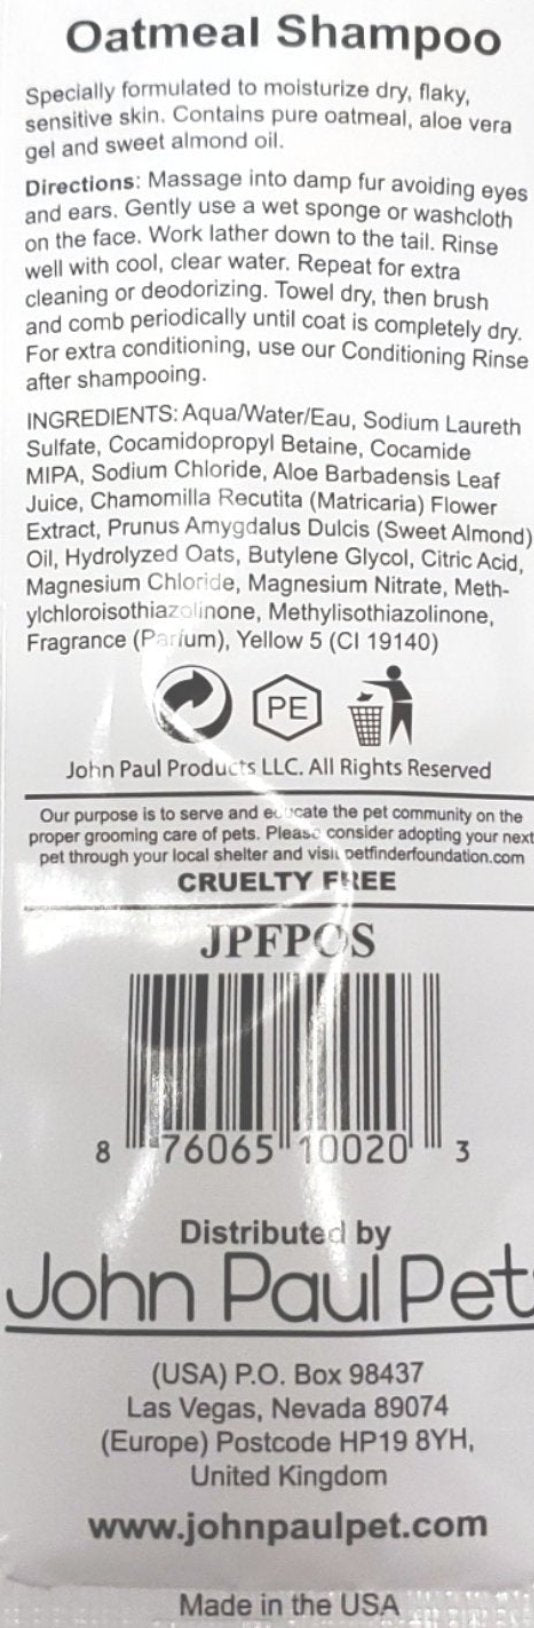 Oatmeal Shampoo
Specially formulated to moisturize dry, flaky,
sensitive skin. Contains pure oatmeal, aloe vera
gel and sweet almond oil.
Directions: Massage into damp fur avoiding eyes
and ears. Gently use a wet sponge or washcloth
on the face. Work lather down to the tail. Rinse
well with cool, clear water. Repeat for extra
cleaning or deodorizing. Towel dry, then brush
and comb periodically until coat is completely dry.
For extra conditioning, use our Conditioning Rinse
after shampooing.
INGREDIENTS: Aqua/Water/Eau, Sodium Laureth
Sulfate, Cocamidopropyl Betaine, Cocamide
MIPA, Sodium Chloride, Aloe Barbadensis Leaf
Juice, Chamomilla Recutita (Matricaria) Flower
Extract, Prunus Amygdalus Dulcis (Sweet Almond)
Oil, Hydrolyzed Oats, Butylene Glycol, Citric Acid,
Magnesium Chloride, Magnesium Nitrate, Meth-
ylchloroisothiazolinone, Methylisothiazolinone,
Fragrance (Parfum), Yellow 5 (CI 19140)
PE
John Paul Products LLC. All Rights Reserved
Our purpose is to serve and educate the pet community on the
proper grooming care of pets. Please consider adopting your next
pet through your local shelter and visit petfinderfoundation.com
CRUELTY FREE
JPFPOS
8 76065 10020 3
Distributed by
John Paul Pet
(USA) P.O. Box 98437
Las Vegas, Nevada 89074
(Europe) Postcode HP19 8YH,
United Kingdom
www.johnpaulpet.com
Made in the USA